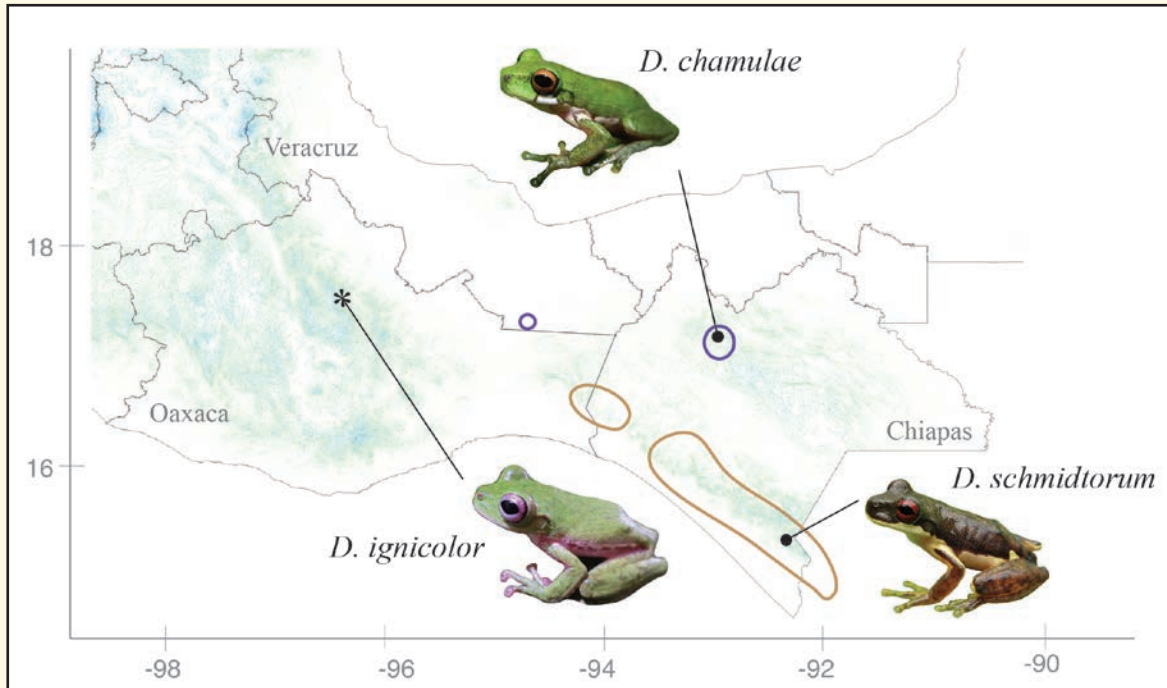 D. chamulae
Veracruz
18
*
Oaxaca
Chiapas
16
D. schmidtorum
D. ignicolor
-98
-96
-94
-92
-90